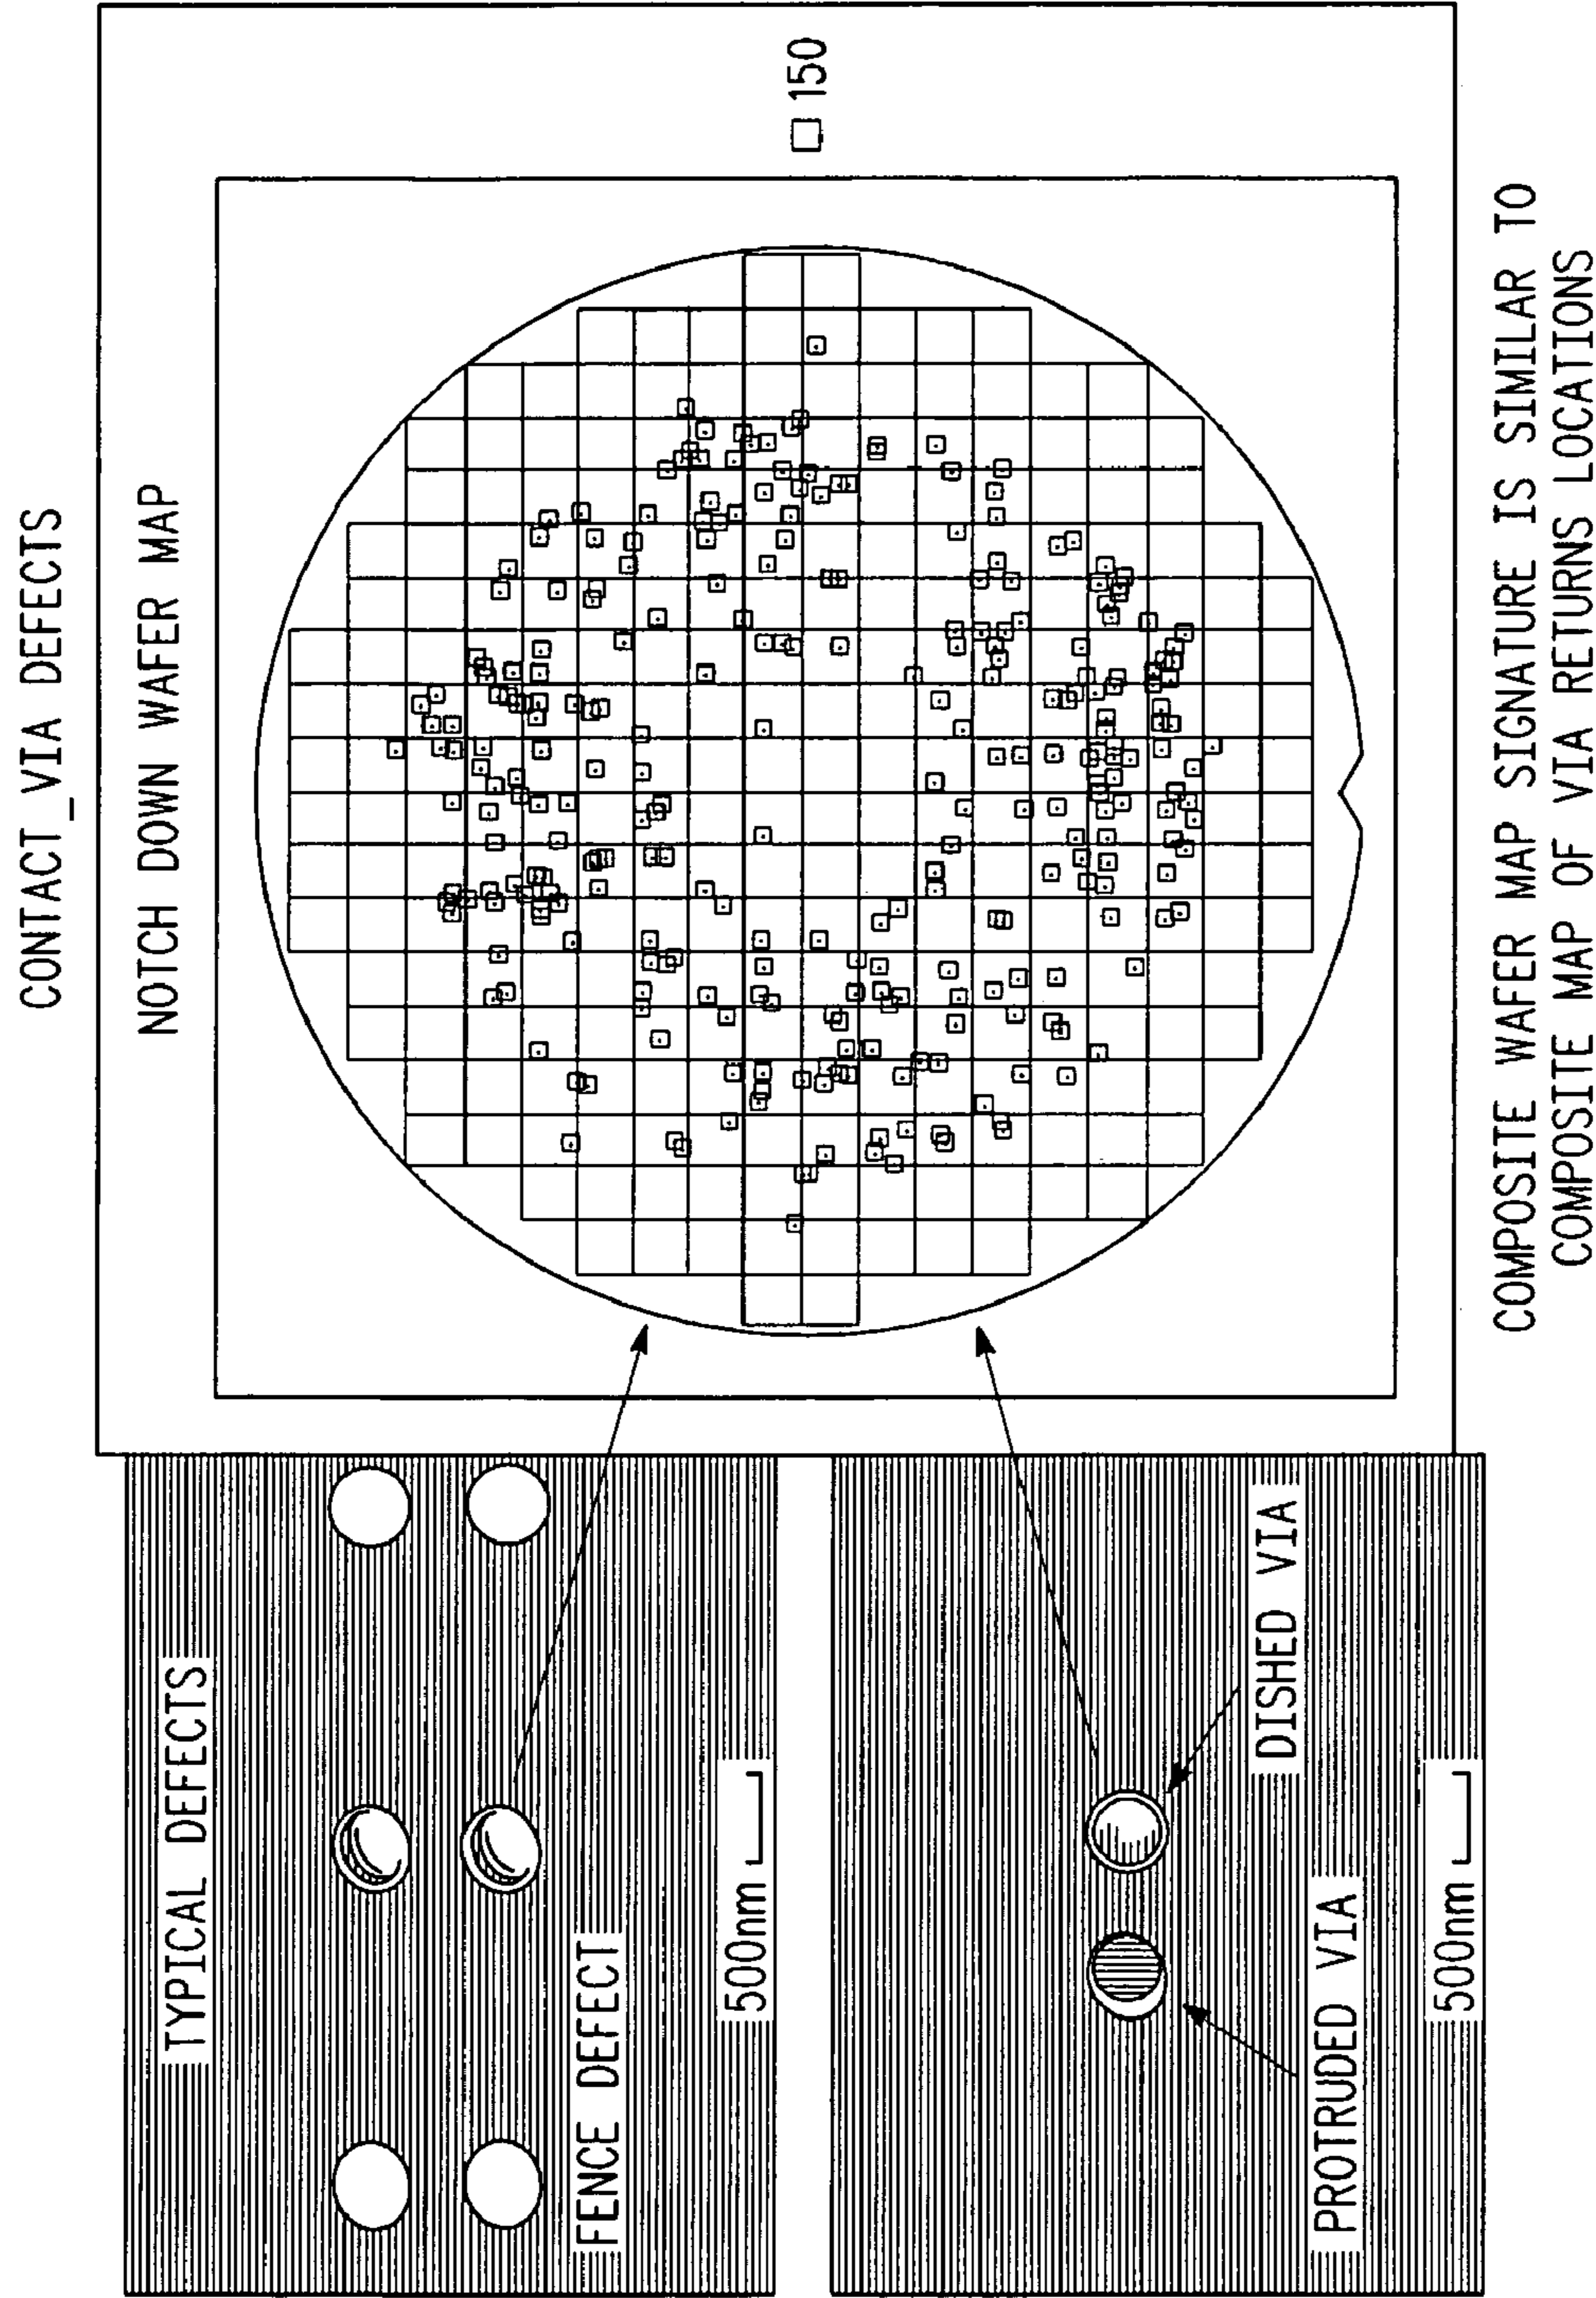 CONTACT_VIA DEFECTS
NOTCH DOWN WAFER MAP
TYPICAL DEFECTS
FENCE DEFECT
500nm
150
PROTRUDED VIA
DISHED VIA
500nm
COMPOSITE WAFER MAP SIGNATURE IS SIMILAR TO
COMPOSITE MAP OF VIA RETURNS LOCATIONS